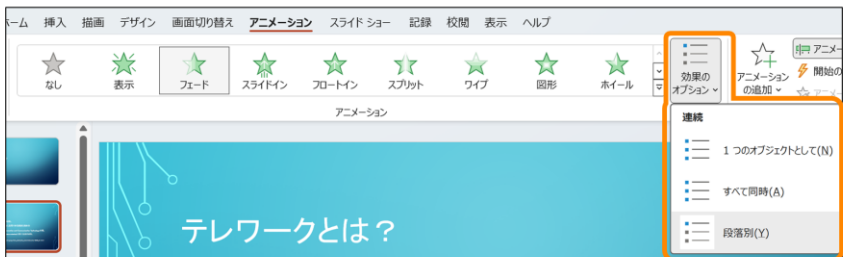 ーム 挿入 描画 デザイン 画面切り替え アニメーション スライド ショー 記録 校閲 表示 ヘルプ
なし 表示 フェード スライドイン フロートイン スプリット ワイプ 図形 ホイール
効果の
オプション
アニメーション
の追加
アニメー
開始の
アニメー
アニメーション
連続
1 つのオブジェクトとして(N)
すべて同時(A)
段落別(Y)
テレワークとは？